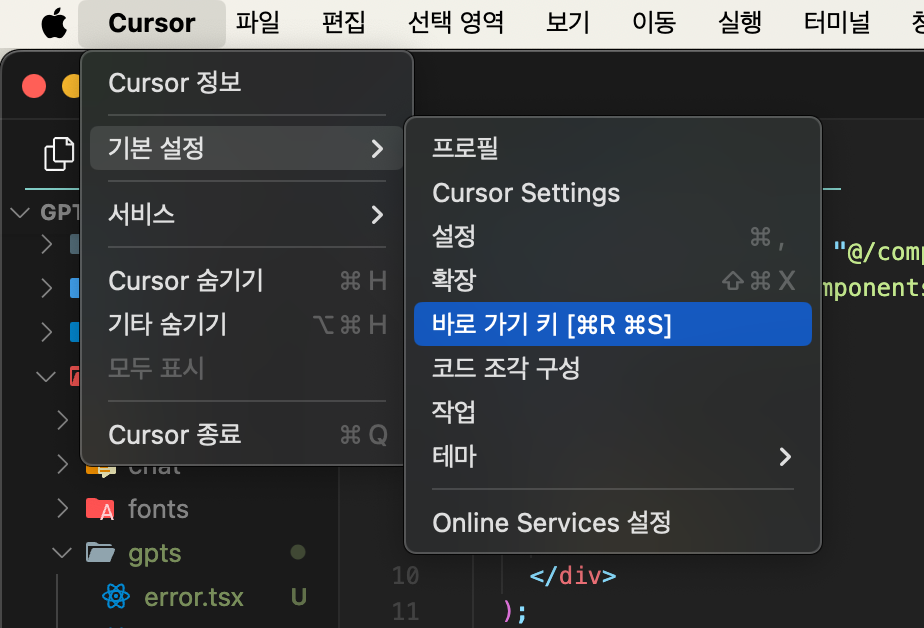 Cursor 파일 편집 선택 영역 보기 이동 실행 터미널
Cursor 정보
기본 설정
서비스
Cursor 숨기기 ⌘ H
기타 숨기기 ⌥ ⌘ H
모두 표시
Cursor 종료 ⌘ Q
프로필
Cursor Settings
설정 ⌘ ,
확장 ⇧ ⌘ X
바로 가기 키 [⌘R ⌘S]
코드 조각 구성
작업
테마
Online Services 설정
GPT
chat
fonts
gpts
error.tsx U
"@/comp
mponents
10 </div>
11 );